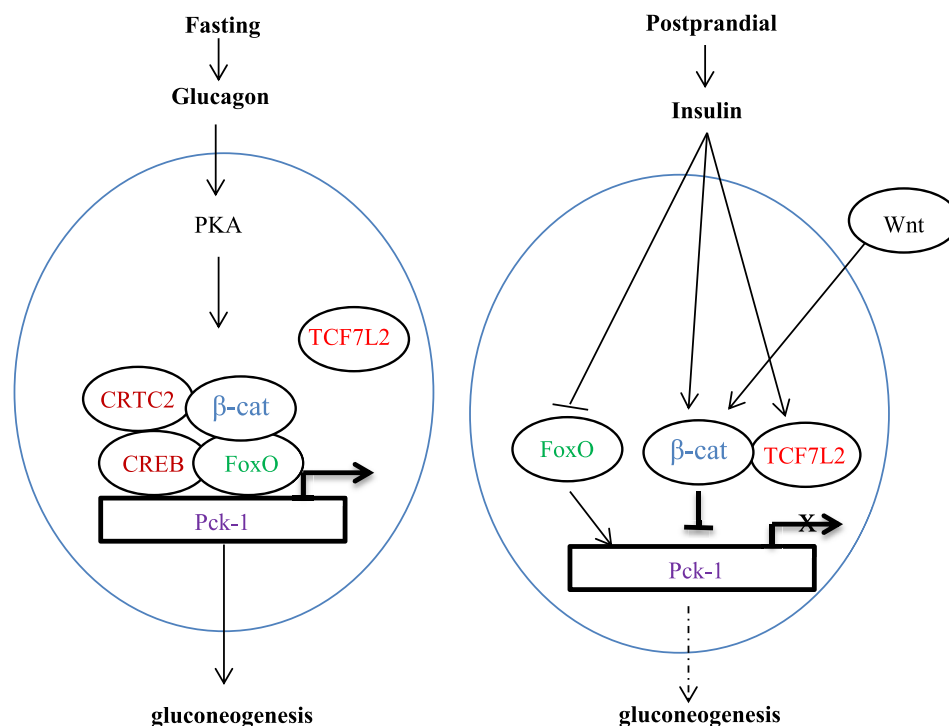 Fasting
Glucagon
PKA
TCF7L2
CRTC2
β-cat
CREB
FoxO
Pck-1
gluconeogenesis
Postprandial
Insulin
Wnt
FoxO
β-cat
TCF7L2
X
Pck-1
gluconeogenesis